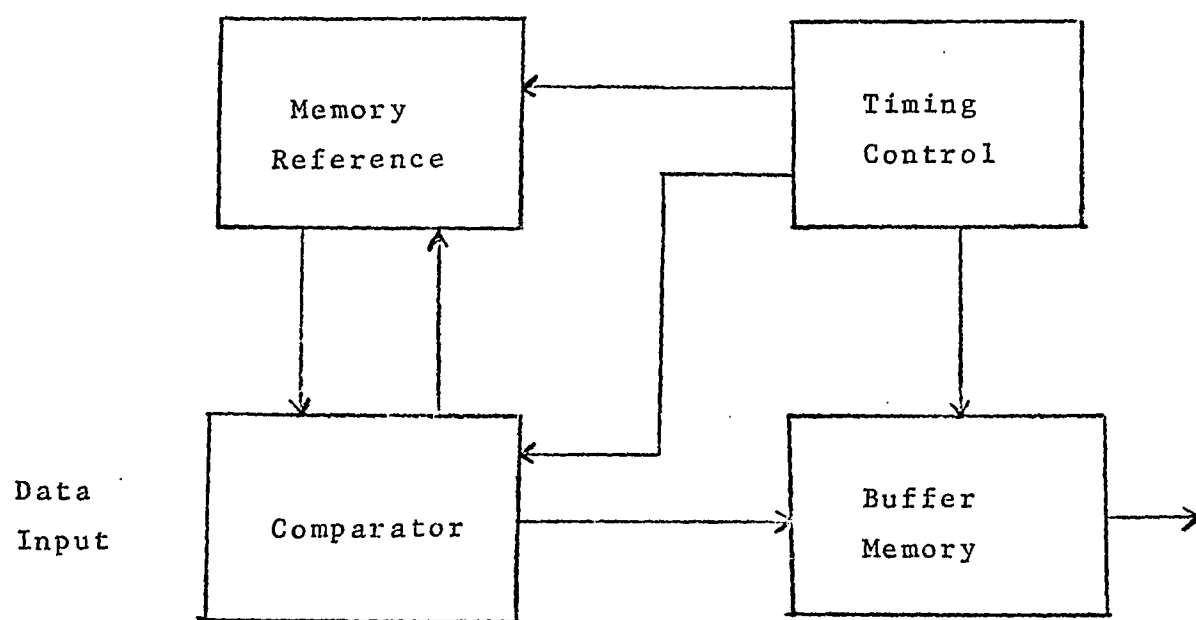 Memory
Reference
Timing
Control
Data
Input
Comparator
Buffer
Memory